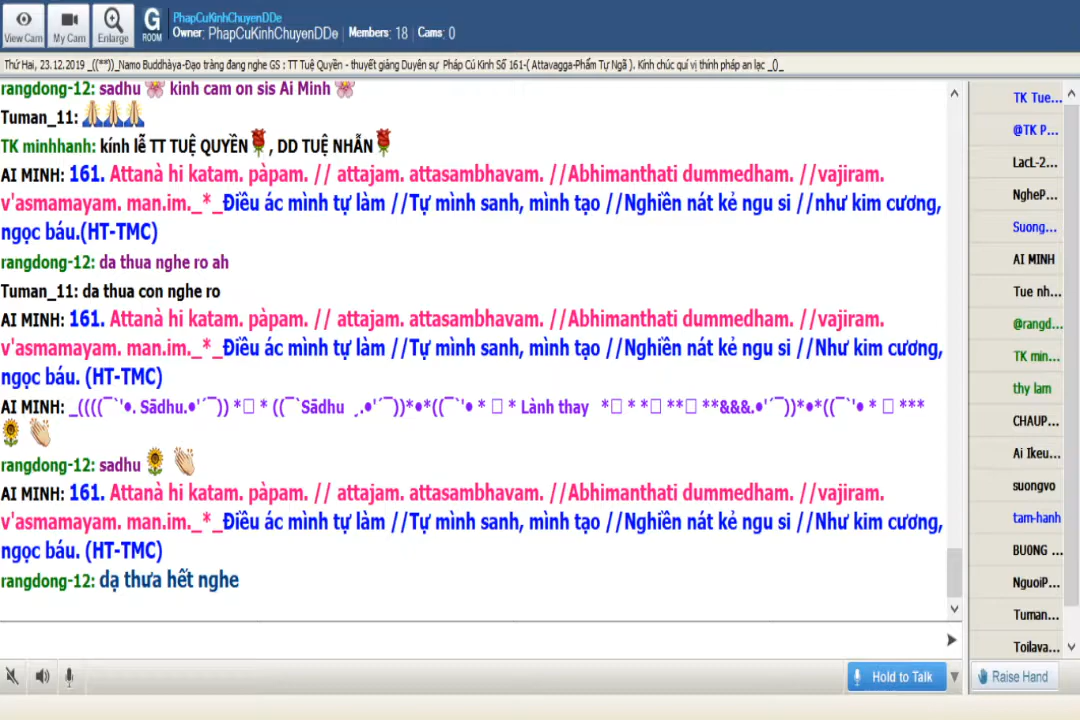 View Cam
My Cam
Enlarge
G
ROOM
PhapCuKinhChuyenDDe
Owner: PhapCuKinhChuyenDDe | Members: 18 | Cams: 0
Thứ Hai, 23.12.2019 _((**))_Namo Buddhàya-Đạo tràng đang nghe GS : TT Tuệ Quyền - thuyết giảng Duyên sự Pháp Cú Kinh Số 161-( Attavagga-Phẩm Tự Ngã ). Kính chúc quí vị thính pháp an lạc _()_
rangdong-12: sadhu 🌸 kinh cam on sis Ai Minh 🌸
Tuman_11: 🙏🙏🙏
TK minhhanh: kính lễ TT TUỆ QUYỀN🌹, DD TUỆ NHẪN🌹
AI MINH: 161. Attanà hi katam. pàpam. // attajam. attasambhavam. //Abhimanthati dummedham. //vajiram.
v'asmamayam. man.im._*_Điều ác mình tự làm //Tự mình sanh, mình tạo //Nghiền nát kẻ ngu si //như kim cương,
ngọc báu.(HT-TMC)
rangdong-12: da thua nghe ro ah
Tuman_11: da thua con nghe ro
AI MINH: 161. Attanà hi katam. pàpam. // attajam. attasambhavam. //Abhimanthati dummedham. //vajiram.
v'asmamayam. man.im._*_Điều ác mình tự làm //Tự mình sanh, mình tạo //Nghiền nát kẻ ngu si //Như kim cương,
ngọc báu. (HT-TMC)
AI MINH: _((((¯`'•. Sādhu.•'´¯)) *□ * ((¯`Sādhu ¸.•'´¯))*•*((¯`'• * □ * Lành thay *□ * *□ **□ **&&&.•'´¯))*•*((¯`'• * □ ***
🌻 👏
rangdong-12: sadhu 🌻 👏
AI MINH: 161. Attanà hi katam. pàpam. // attajam. attasambhavam. //Abhimanthati dummedham. //vajiram.
v'asmamayam. man.im._*_Điều ác mình tự làm //Tự mình sanh, mình tạo //Nghiền nát kẻ ngu si //Như kim cương,
ngọc báu. (HT-TMC)
rangdong-12: dạ thưa hết nghe
TK Tue...
@TK P...
LacL-2...
NgheP...
Suong...
AI MINH
Tue nh...
@rangd...
TK min...
thy lam
CHAUP...
Ai Ikeu...
suongvo
tam-hanh
BUONG ...
NguoiP...
Tuman...
Toilava...
Hold to Talk
Raise Hand